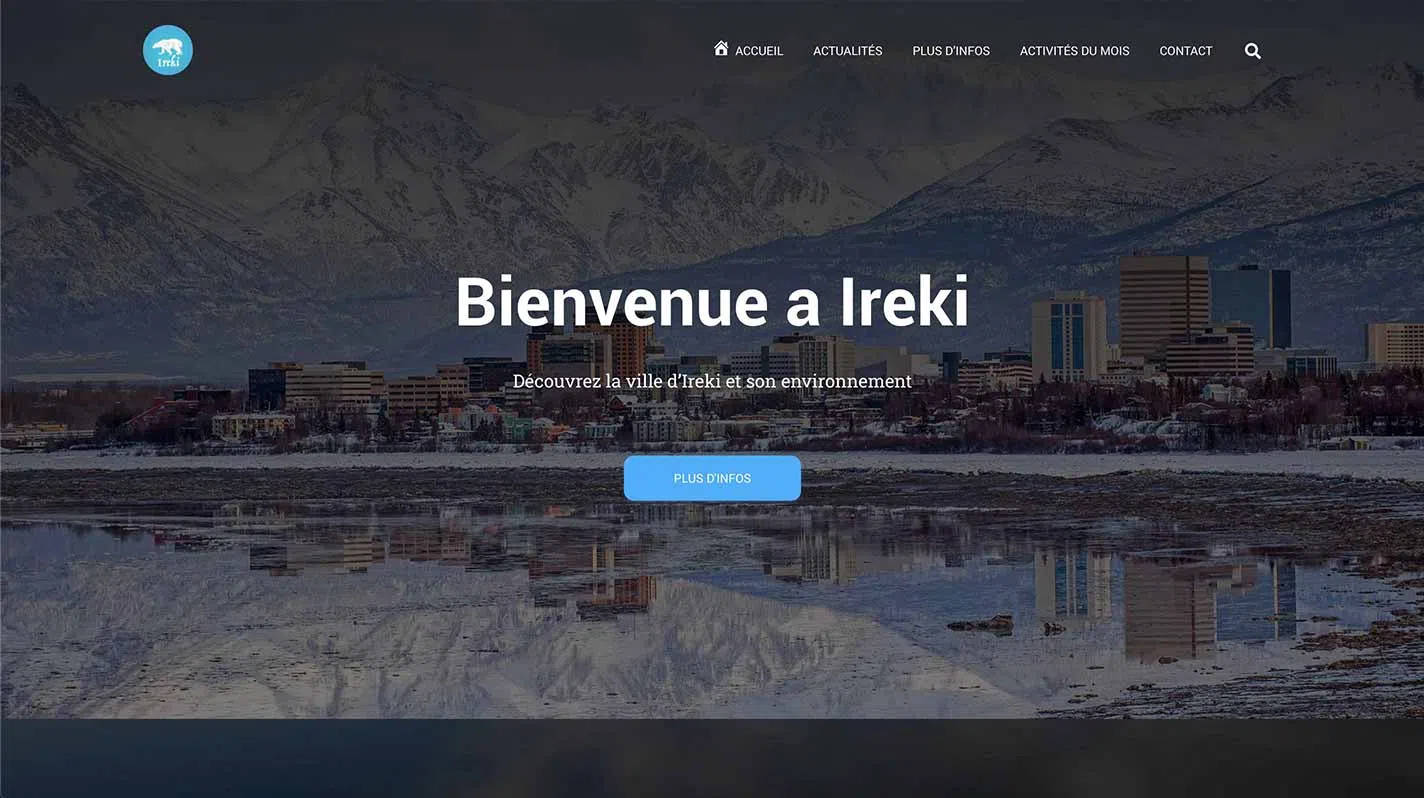 Ireki
ACCUEIL
ACTUALITÉS
PLUS D'INFOS
ACTIVITÉS DU MOIS
CONTACT
Bienvenue a Ireki
Découvrez la ville d’Ireki et son environnement
PLUS D'INFOS